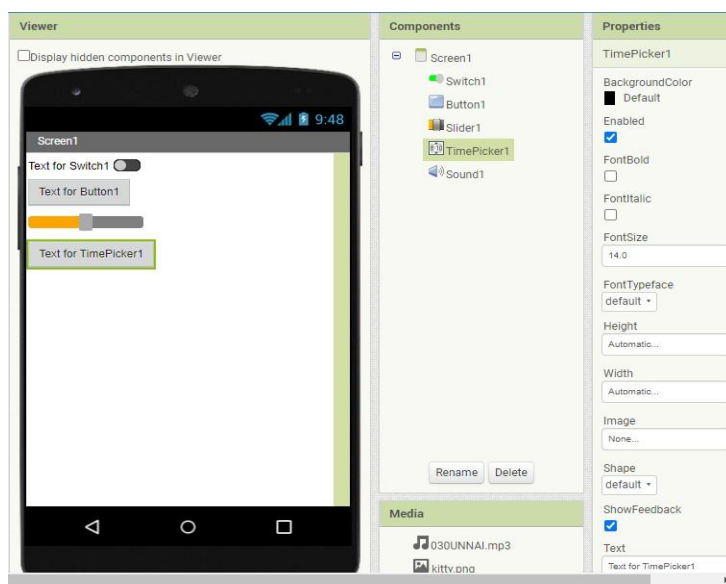 Viewer
Display hidden components in Viewer
9:48
Screen1
Text for Switch1
Text for Button1
Text for TimePicker1
Components
Screen1
Switch1
Button1
Slider1
TimePicker1
Sound1
Rename Delete
Media
030UNNAI.mp3
kitty.png
Properties
TimePicker1
BackgroundColor
Default
Enabled
FontBold
FontItalic
FontSize
14.0
FontTypeface
default
Height
Automatic...
Width
Automatic...
Image
None...
Shape
default
ShowFeedback
Text
Text for TimePicker1